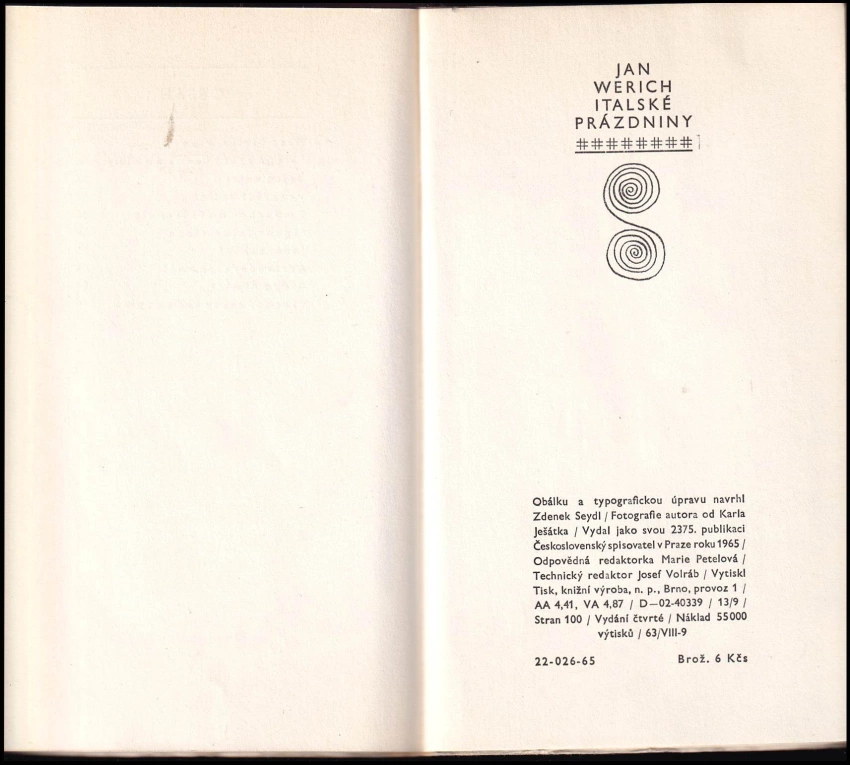 JAN
WERICH
ITALSKÉ
PRÁZDNINY
########
Obálku a typografickou úpravu navrhl
Zdenek Seydl / Fotografie autora od Karla
Ješátka / Vydal jako svou 2375. publikaci
Československý spisovatel v Praze roku 1965 /
Odpovědná redaktorka Marie Petelová /
Technický redaktor Josef Volráb / Vytiskl
Tisk, knižní výroba, n. p., Brno, provoz 1 /
AA 4,41, VA 4,87 / D—02-40339 / 13/9 /
Stran 100 / Vydání čtvrté / Náklad 55000
výtisků / 63/VIII-9
22-026-65 Brož. 6 Kčs